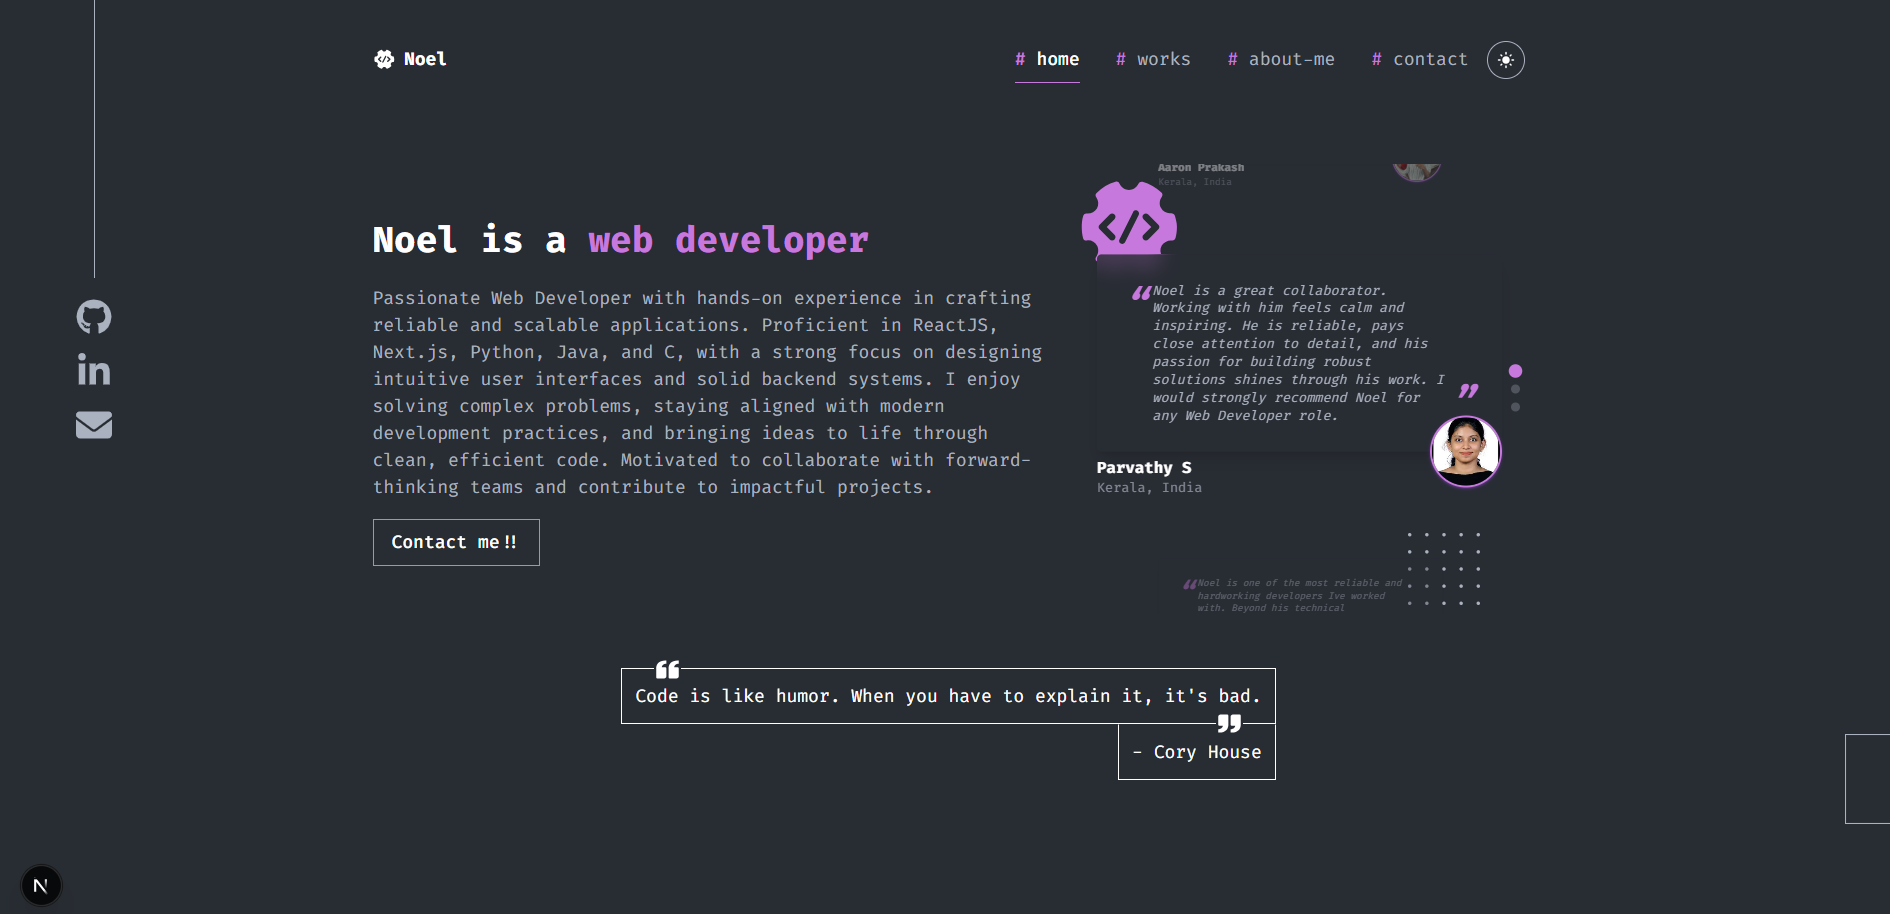 Noel
# home # works # about-me # contact
Aaron Prakash
Kerala, India
</>
Noel is a web developer
Passionate Web Developer with hands-on experience in crafting
reliable and scalable applications. Proficient in ReactJS,
Next.js, Python, Java, and C, with a strong focus on designing
intuitive user interfaces and solid backend systems. I enjoy
solving complex problems, staying aligned with modern
development practices, and bringing ideas to life through
clean, efficient code. Motivated to collaborate with forward-
thinking teams and contribute to impactful projects.
Contact me!!
“Noel is a great collaborator.
Working with him feels calm and
inspiring. He is reliable, pays
close attention to detail, and his
passion for building robust
solutions shines through his work. I
would strongly recommend Noel for
any Web Developer role.”
Parvathy S
Kerala, India
“Noel is one of the most reliable and
hardworking developers Ive worked
with. Beyond his technical
“Code is like humor. When you have to explain it, it's bad.”
- Cory House
in
N